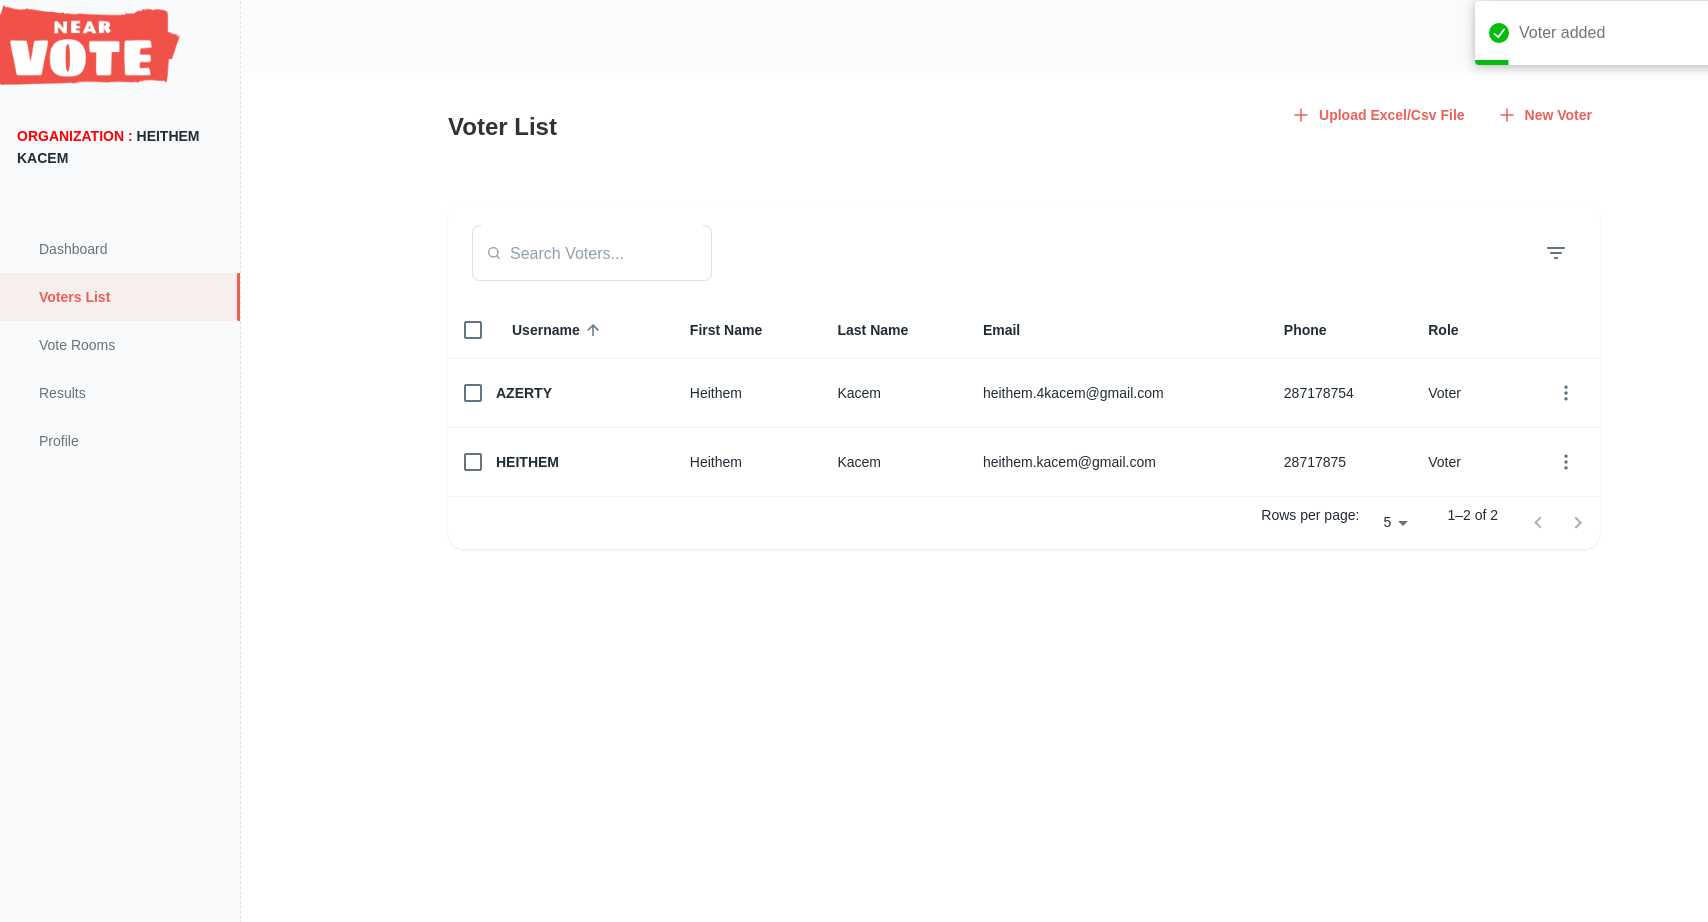 NEAR
VOTE
Voter added
ORGANIZATION : HEITHEM
KACEM
Dashboard
Voters List
Vote Rooms
Results
Profile
Voter List
Upload Excel/Csv File
New Voter
Search Voters...
Username First Name Last Name Email Phone Role
AZERTY Heithem Kacem heithem.4kacem@gmail.com 287178754 Voter
HEITHEM Heithem Kacem heithem.kacem@gmail.com 28717875 Voter
Rows per page: 5 1–2 of 2